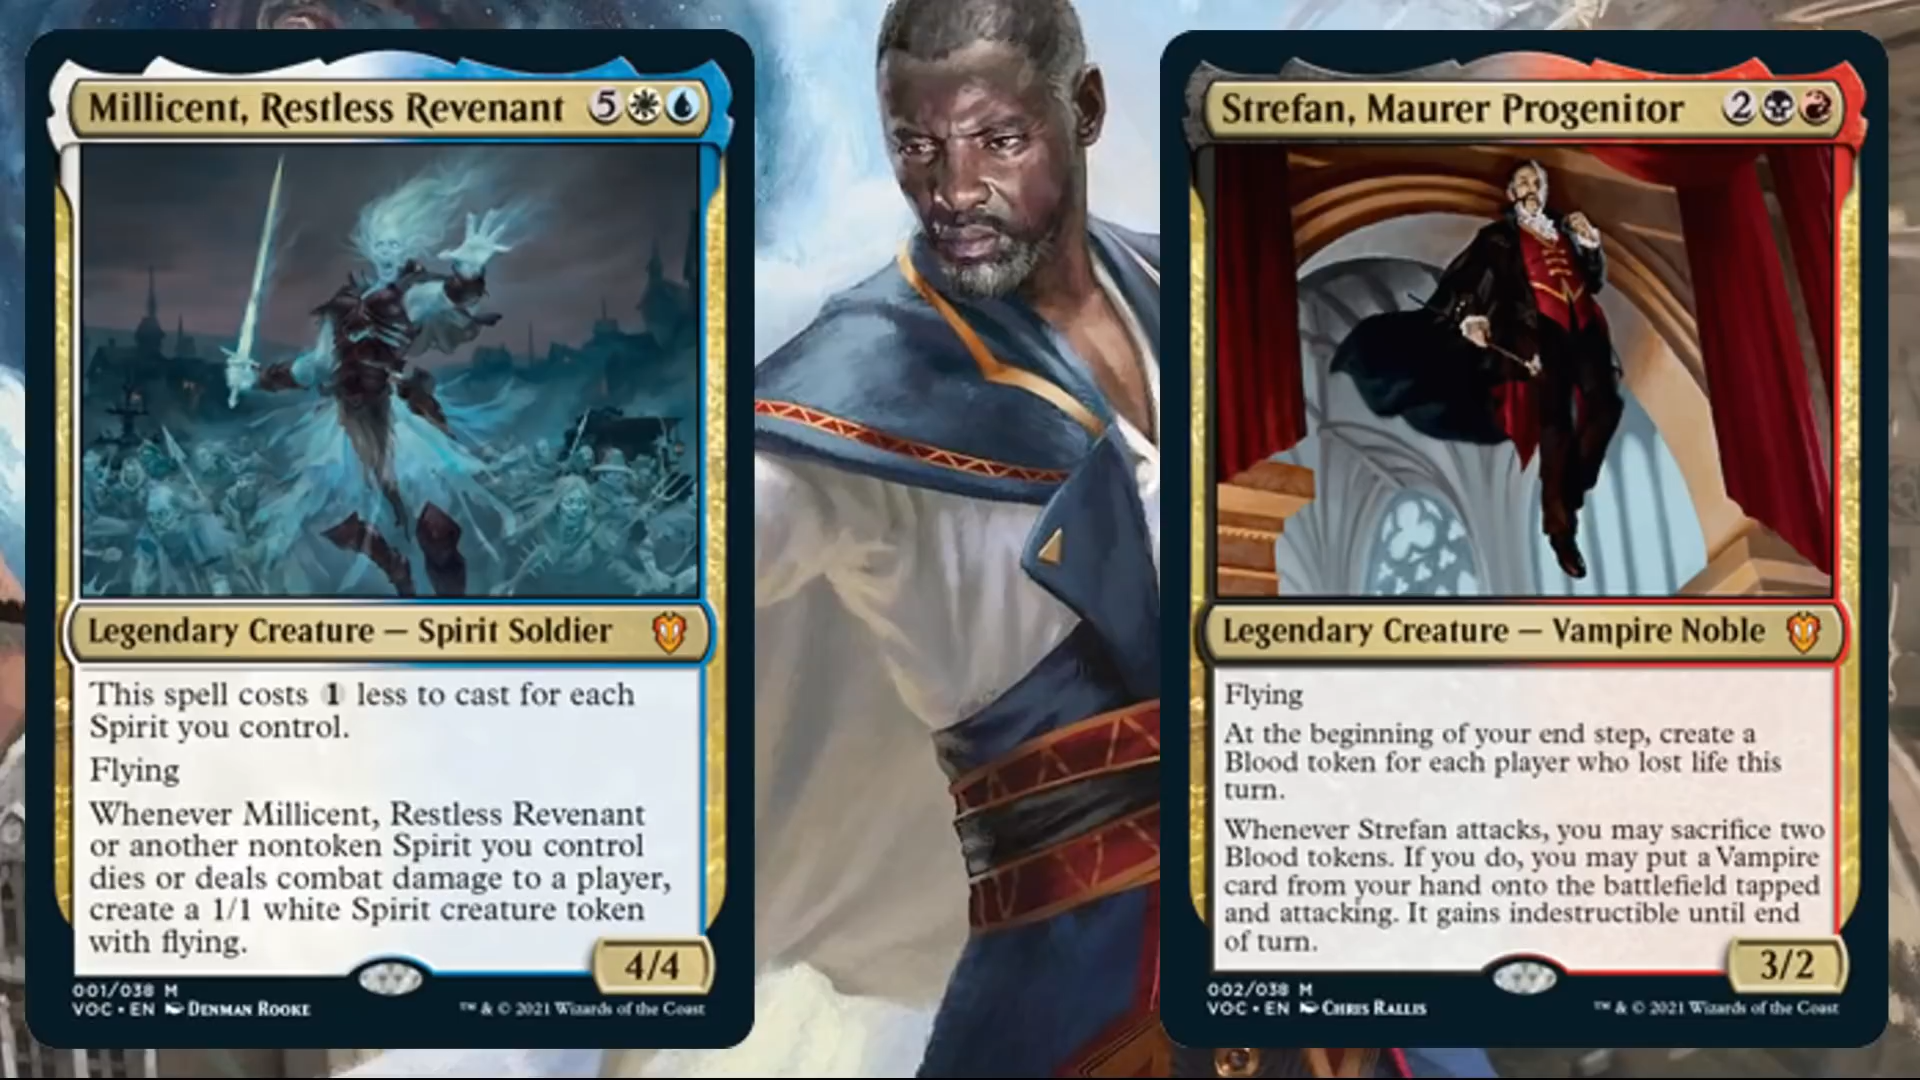 Millicent, Restless Revenant 5
Legendary Creature — Spirit Soldier
This spell costs 1 less to cast for each
Spirit you control.
Flying
Whenever Millicent, Restless Revenant
or another nontoken Spirit you control
dies or deals combat damage to a player,
create a 1/1 white Spirit creature token
with flying.
4/4
001/038 M
VOC • EN DENMAN ROOKE
™ & © 2021 Wizards of the Coast
Strefan, Maurer Progenitor 2
Legendary Creature — Vampire Noble
Flying
At the beginning of your end step, create a
Blood token for each player who lost life this
turn.
Whenever Strefan attacks, you may sacrifice two
Blood tokens. If you do, you may put a Vampire
card from your hand onto the battlefield tapped
and attacking. It gains indestructible until end
of turn.
3/2
002/038 M
VOC • EN CHRIS RALLIS
™ & © 2021 Wizards of the Coast